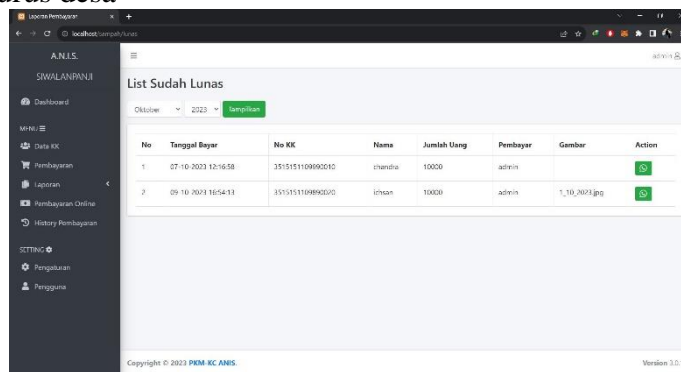 Laporan Pembayaran
localhost/sampah/lunas
A.N.I.S.
SIWALANPANJI
admin
Dashboard
MENU
Data KK
Pembayaran
Laporan
Pembayaran Online
History Pembayaran
SETTING
Pengaturan
Pengguna
List Sudah Lunas
Oktober 2023 Tampilkan
No Tanggal Bayar No KK Nama Jumlah Uang Pembayar Gambar Action
1 07-10-2023 12:16:58 3515151109890010 chandra 10000 admin
2 09-10-2023 16:54:13 3515151109890020 ichsan 10000 admin 1_10_2023.jpg
Copyright © 2023 PKM-KC ANIS.
Version 3.0.